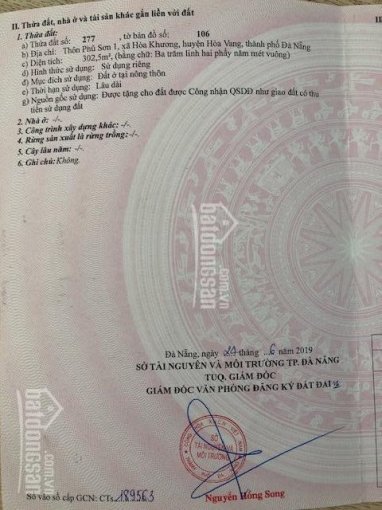 II. Thửa đất, nhà ở và tài sản khác gắn liền với đất
1. Thửa đất:
a) Thửa đất số: 277 , tờ bản đồ số: 106
b) Địa chỉ: Thôn Phú Sơn 1, xã Hòa Khương, huyện Hòa Vang, thành phố Đà Nẵng
c) Diện tích: 302,5m², (bằng chữ: Ba trăm linh hai phẩy năm mét vuông)
d) Hình thức sử dụng: Sử dụng riêng
đ) Mục đích sử dụng: Đất ở tại nông thôn
e) Thời hạn sử dụng: Lâu dài
g) Nguồn gốc sử dụng: Được tặng cho đất được Công nhận QSDĐ như giao đất có thu
tiền sử dụng đất
2. Nhà ở: -/-.
3. Công trình xây dựng khác: -/-.
4. Rừng sản xuất là rừng trồng: -/-.
5. Cây lâu năm: -/-.
6. Ghi chú: Không.
batdongsan
.com.vn
batdongsan
.com.vn
Đà Nẵng, ngày tháng 6 năm 2019
SỞ TÀI NGUYÊN VÀ MÔI TRƯỜNG TP. ĐÀ NẴNG
TUQ. GIÁM ĐỐC
GIÁM ĐỐC VĂN PHÒNG ĐĂNG KÝ ĐẤT ĐAI
SỞ
TÀI NGUYÊN VÀ
MÔI TRƯỜNG
Số vào sổ cấp GCN: CTs 189563
Nguyễn Hồng Song